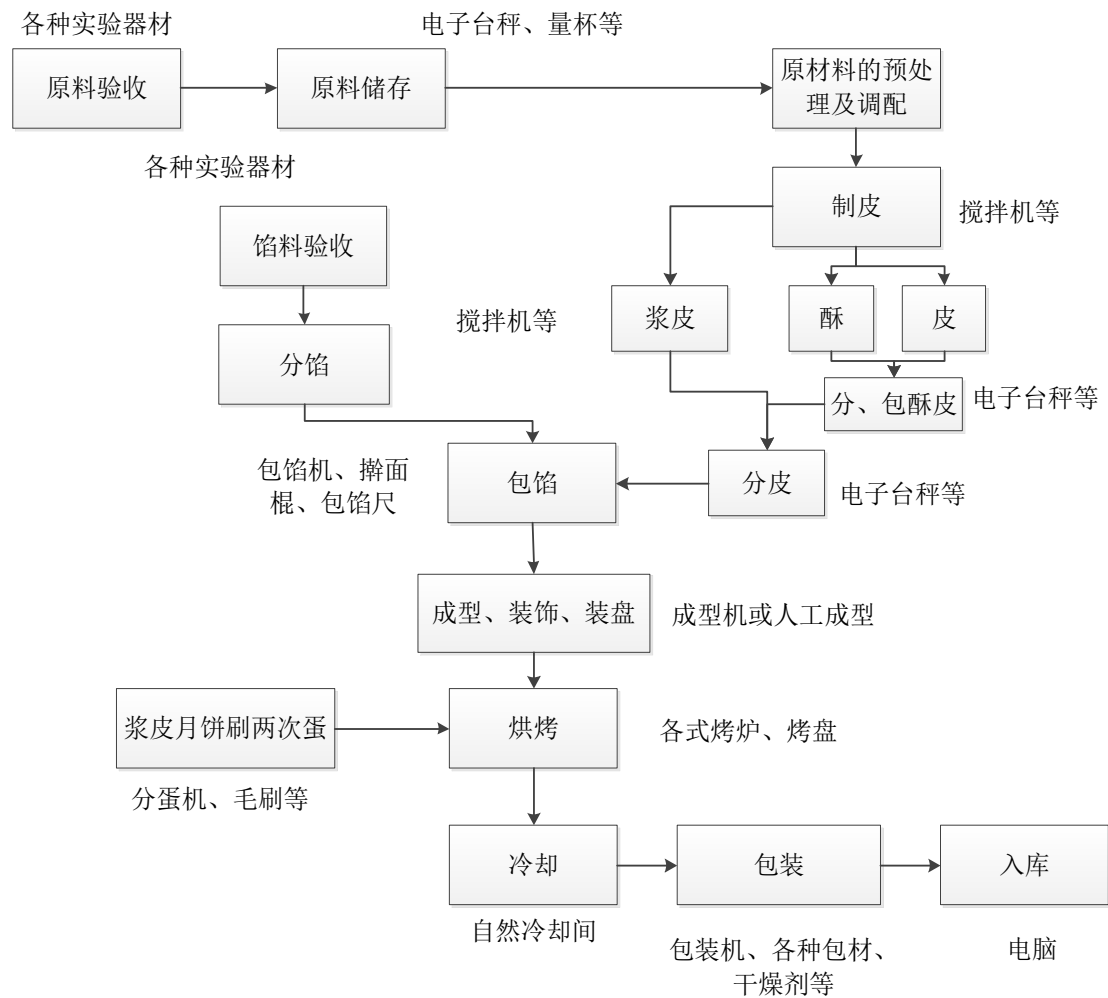 各种实验器材
电子台秤、量杯等
原料验收
原料储存
原材料的预处
理及调配
各种实验器材
制皮
搅拌机等
馅料验收
搅拌机等
浆皮
酥
皮
分馅
分、包酥皮
电子台秤等
包馅机、擀面
棍、包馅尺
包馅
分皮
电子台秤等
成型、装饰、装盘
成型机或人工成型
浆皮月饼刷两次蛋
烘烤
各式烤炉、烤盘
分蛋机、毛刷等
冷却
包装
入库
自然冷却间
包装机、各种包材、
干燥剂等
电脑